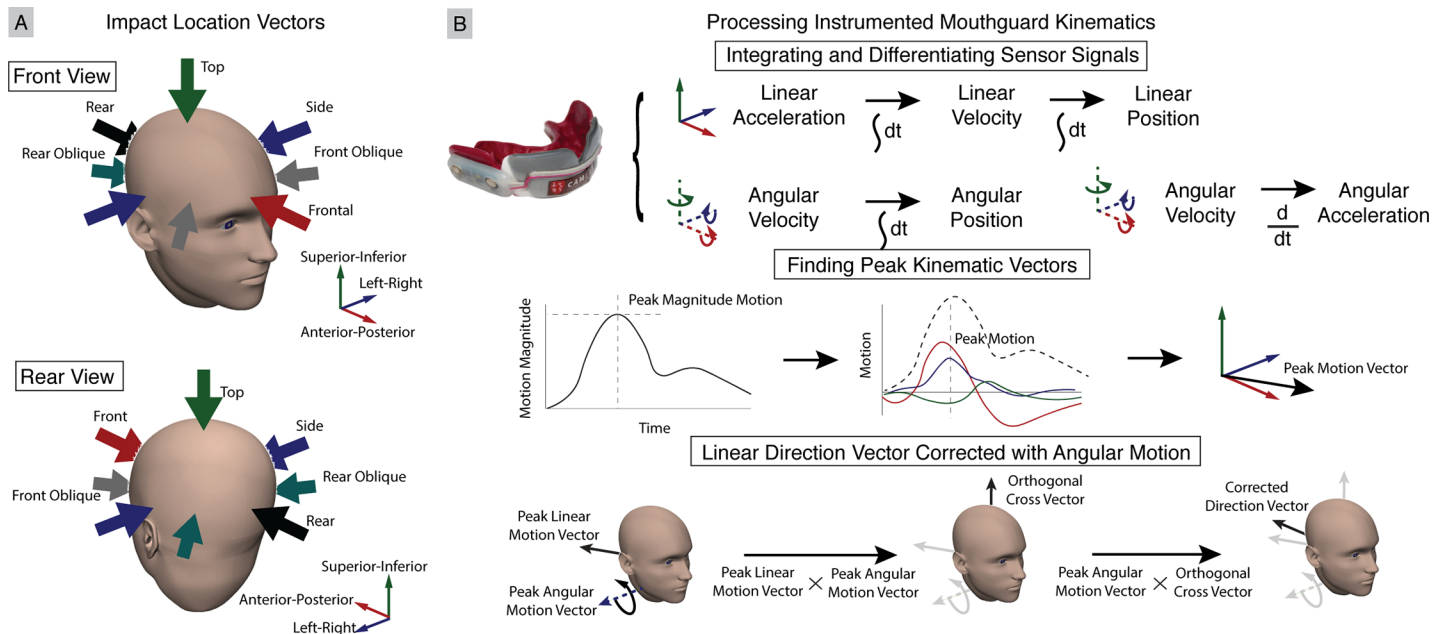 A
Impact Location Vectors
Front View
Top
Rear
Side
Rear Oblique
Front Oblique
Frontal
Superior-Inferior
Left-Right
Anterior-Posterior
Rear View
Top
Front
Side
Rear Oblique
Front Oblique
Rear
Superior-Inferior
Anterior-Posterior
Left-Right
B
Processing Instrumented Mouthguard Kinematics
Integrating and Differentiating Sensor Signals
CAM
Linear
Acceleration
∫dt
Linear
Velocity
∫dt
Linear
Position
Angular
Velocity
∫dt
Angular
Position
Angular
Velocity
d
dt
Angular
Acceleration
Finding Peak Kinematic Vectors
Motion Magnitude
Peak Magnitude Motion
Time
Motion
Peak Motion
Peak Motion Vector
Linear Direction Vector Corrected with Angular Motion
Peak Linear
Motion Vector
Peak Angular
Motion Vector
Peak Linear
Motion Vector
×
Peak Angular
Motion Vector
Orthogonal
Cross Vector
Peak Angular
Motion Vector
×
Orthogonal
Cross Vector
Corrected
Direction Vector